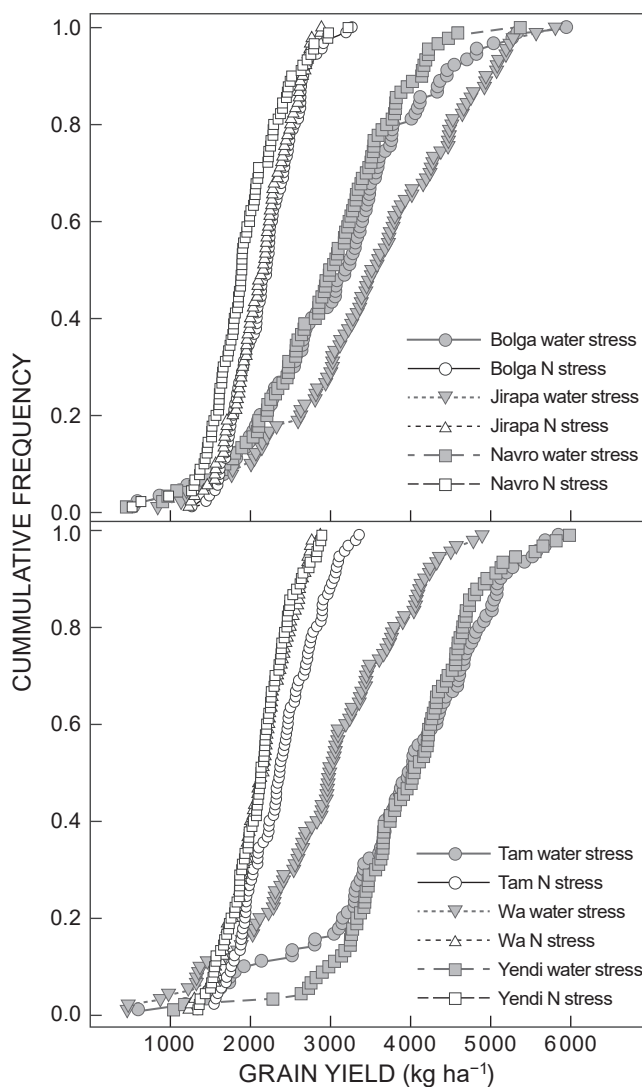 1.0
0.8
0.6
0.4
0.2
0.0
Bolga water stress
Bolga N stress
Jirapa water stress
Jirapa N stress
Navro water stress
Navro N stress
CUMMULATIVE FREQUENCY
1.0
0.8
0.6
0.4
0.2
0.0
Tam water stress
Tam N stress
Wa water stress
Wa N stress
Yendi water stress
Yendi N stress
1000 2000 3000 4000 5000 6000
GRAIN YIELD (kg ha⁻¹)